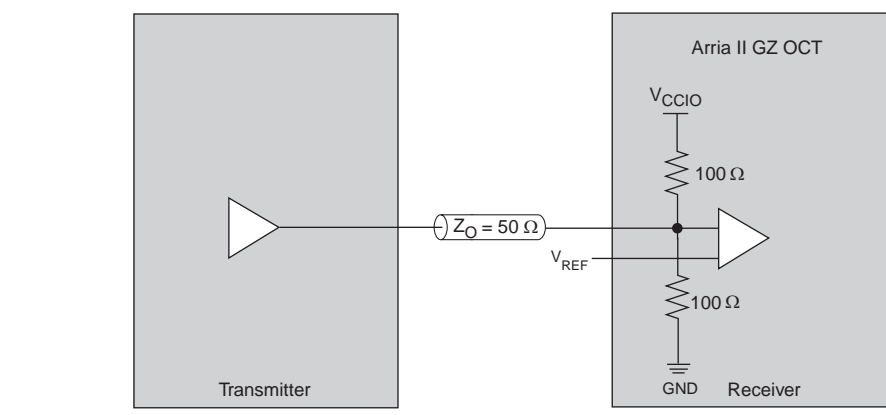 Arria II GZ OCT
VCCIO
100 Ω
ZO = 50 Ω
VREF
100 Ω
GND
Transmitter
Receiver